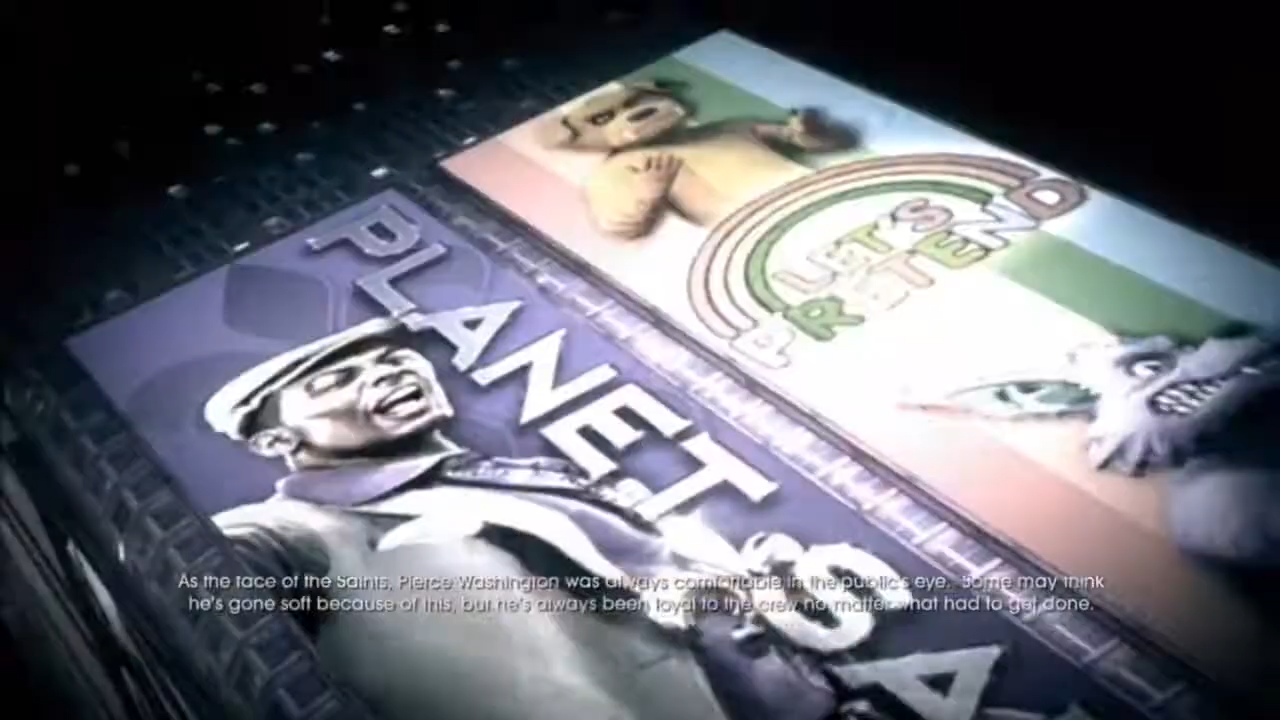 LET'S
PRETEND
PLANET
SA
As the face of the Saints, Pierce Washington was always comfortable in the public's eye.  Some may think
he's gone soft because of this, but he's always been loyal to the crew no matter what had to get done.